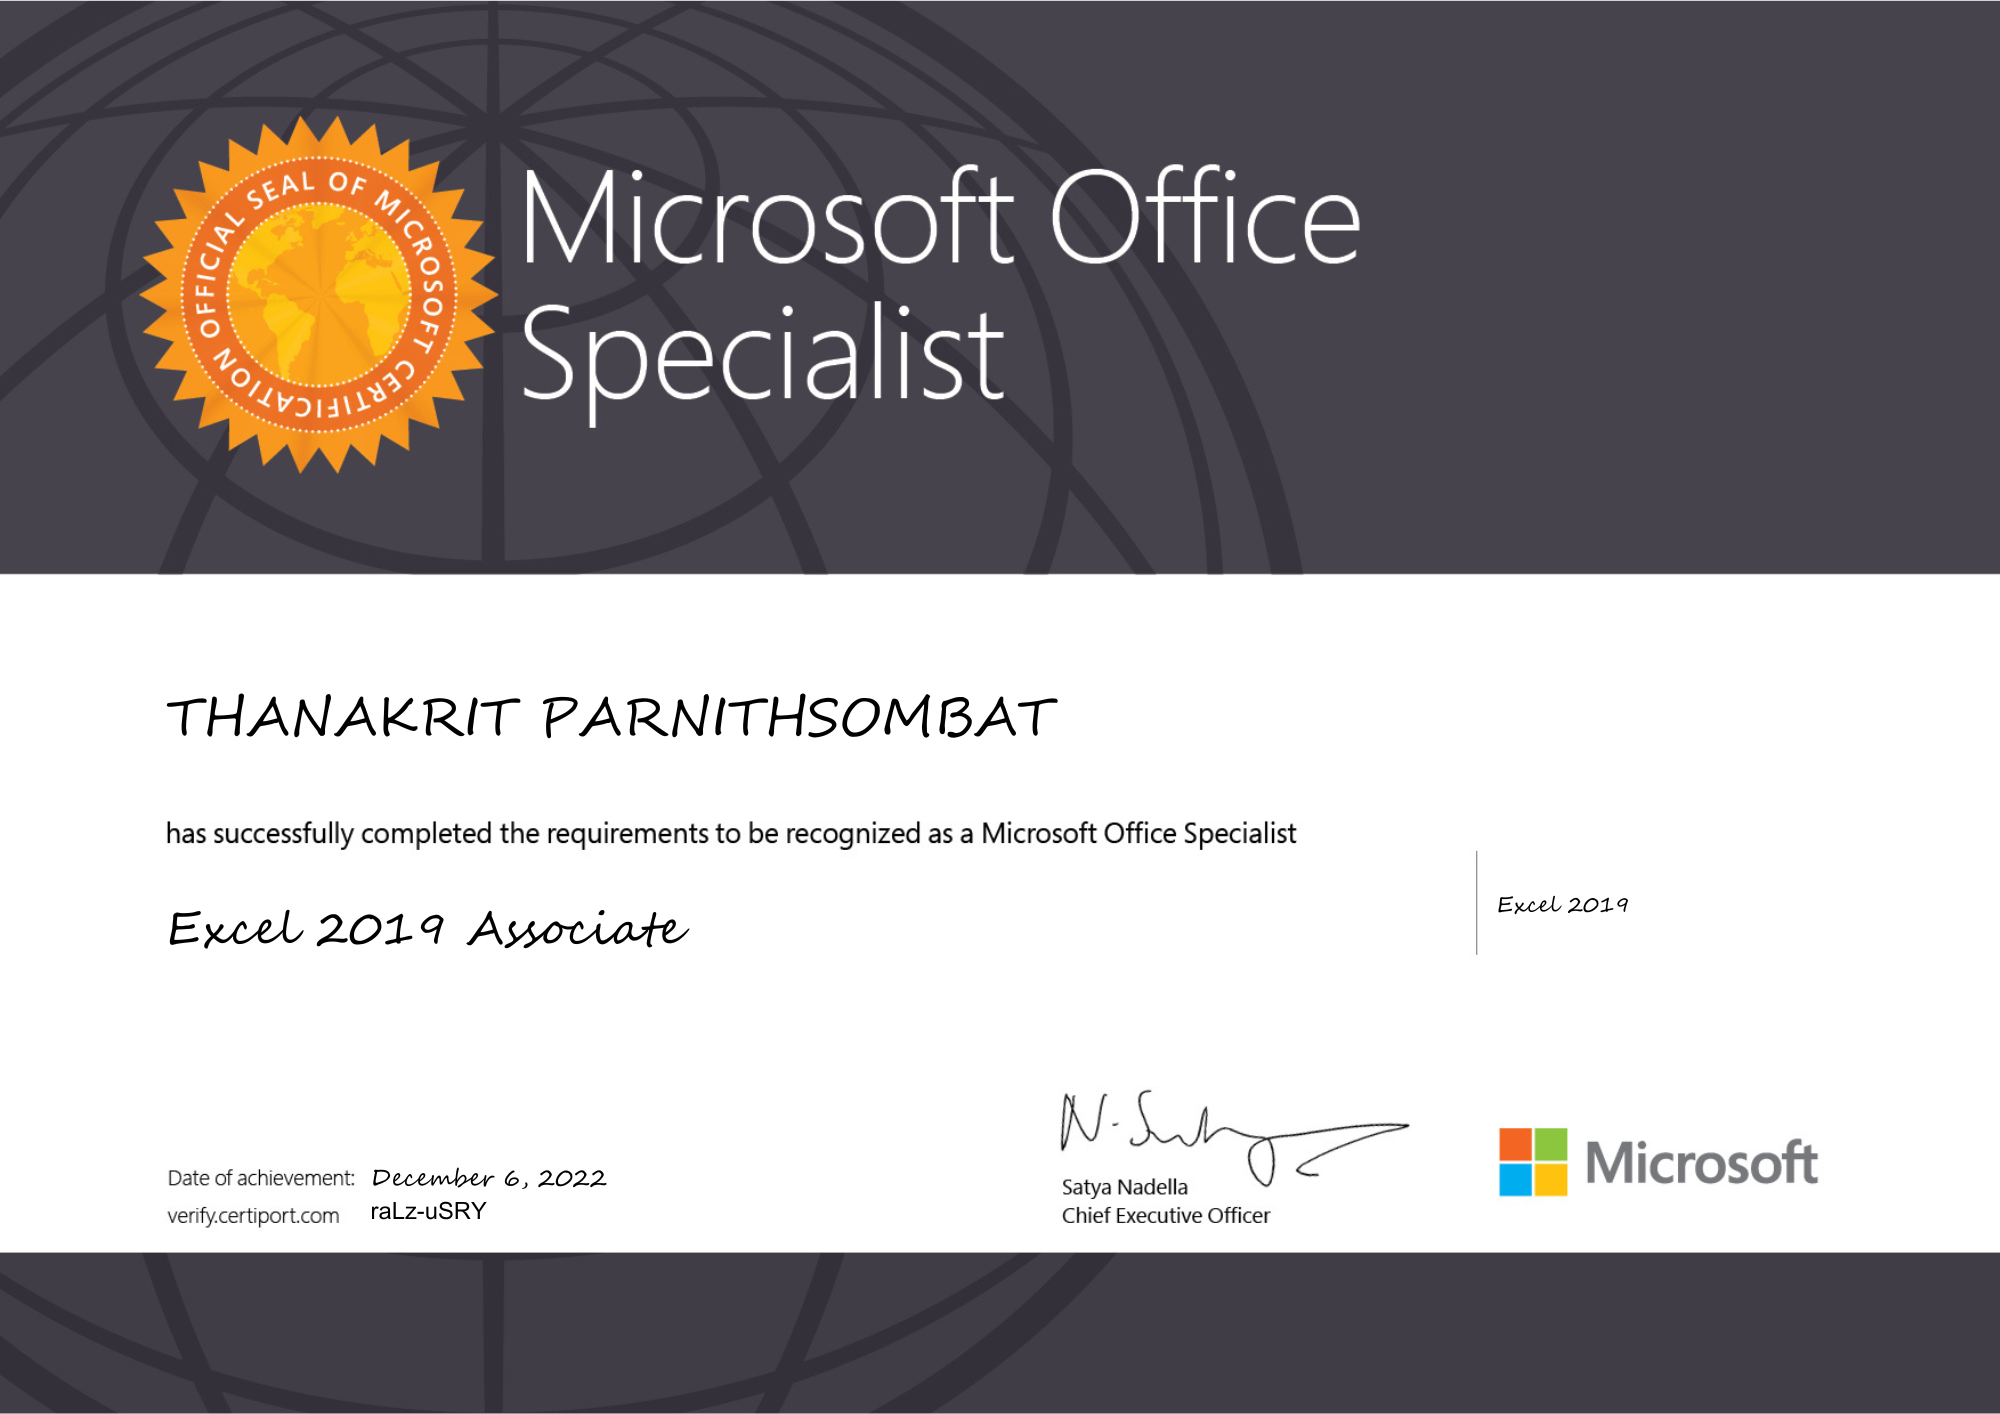 OFFICIAL SEAL OF MICROSOFT CERTIFICATION
Microsoft Office
Specialist
THANAKRIT PARNITHSOMBAT
has successfully completed the requirements to be recognized as a Microsoft Office Specialist
Excel 2019 Associate
Excel 2019
N. Satya
Satya Nadella
Chief Executive Officer
Microsoft
Date of achievement: December 6, 2022
verify.certiport.com raLz-uSRY